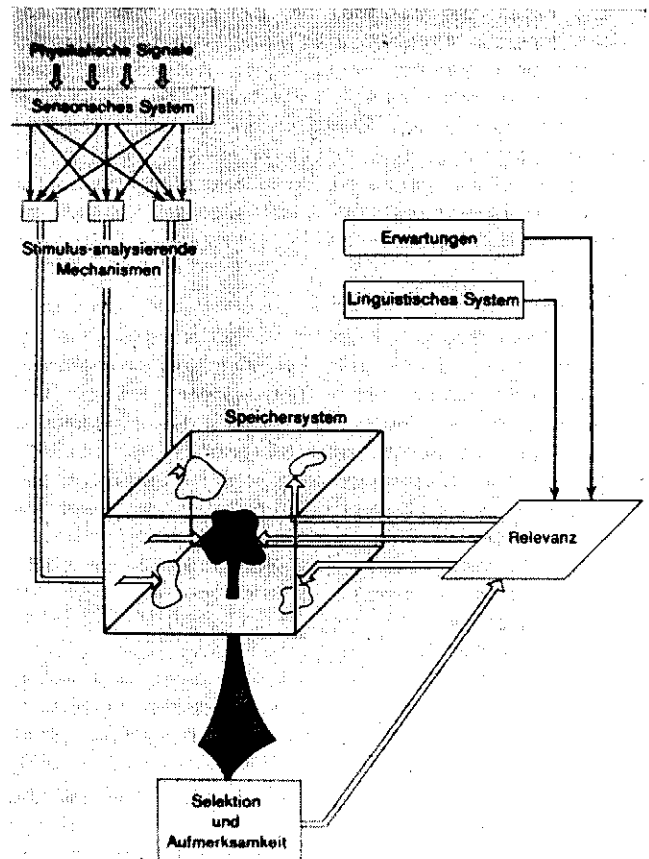 Physikalische Signale
Sensorisches System
Stimulus-analysierende
Mechanismen
Erwartungen
Linguistisches System
Speichersystem
Relevanz
Selektion
und
Aufmerksamkeit